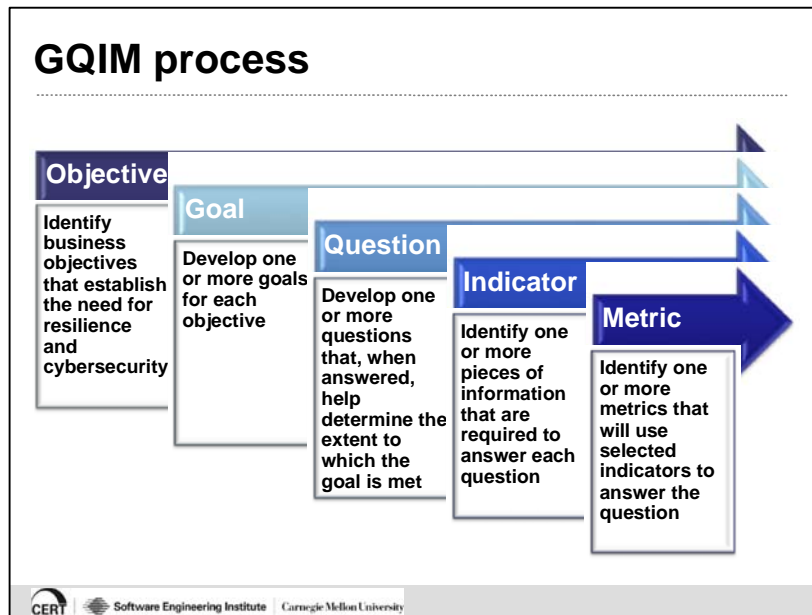 GQIM process
Objective
Identify
business
objectives
that establish
the need for
resilience
and
cybersecurity
Goal
Develop one
or more goals
for each
objective
Question
Develop one
or more
questions
that, when
answered,
help
determine the
extent to
which the
goal is met
Indicator
Identify one
or more
pieces of
information
that are
required to
answer each
question
Metric
Identify one
or more
metrics that
will use
selected
indicators to
answer the
question
CERT Software Engineering Institute Carnegie Mellon University